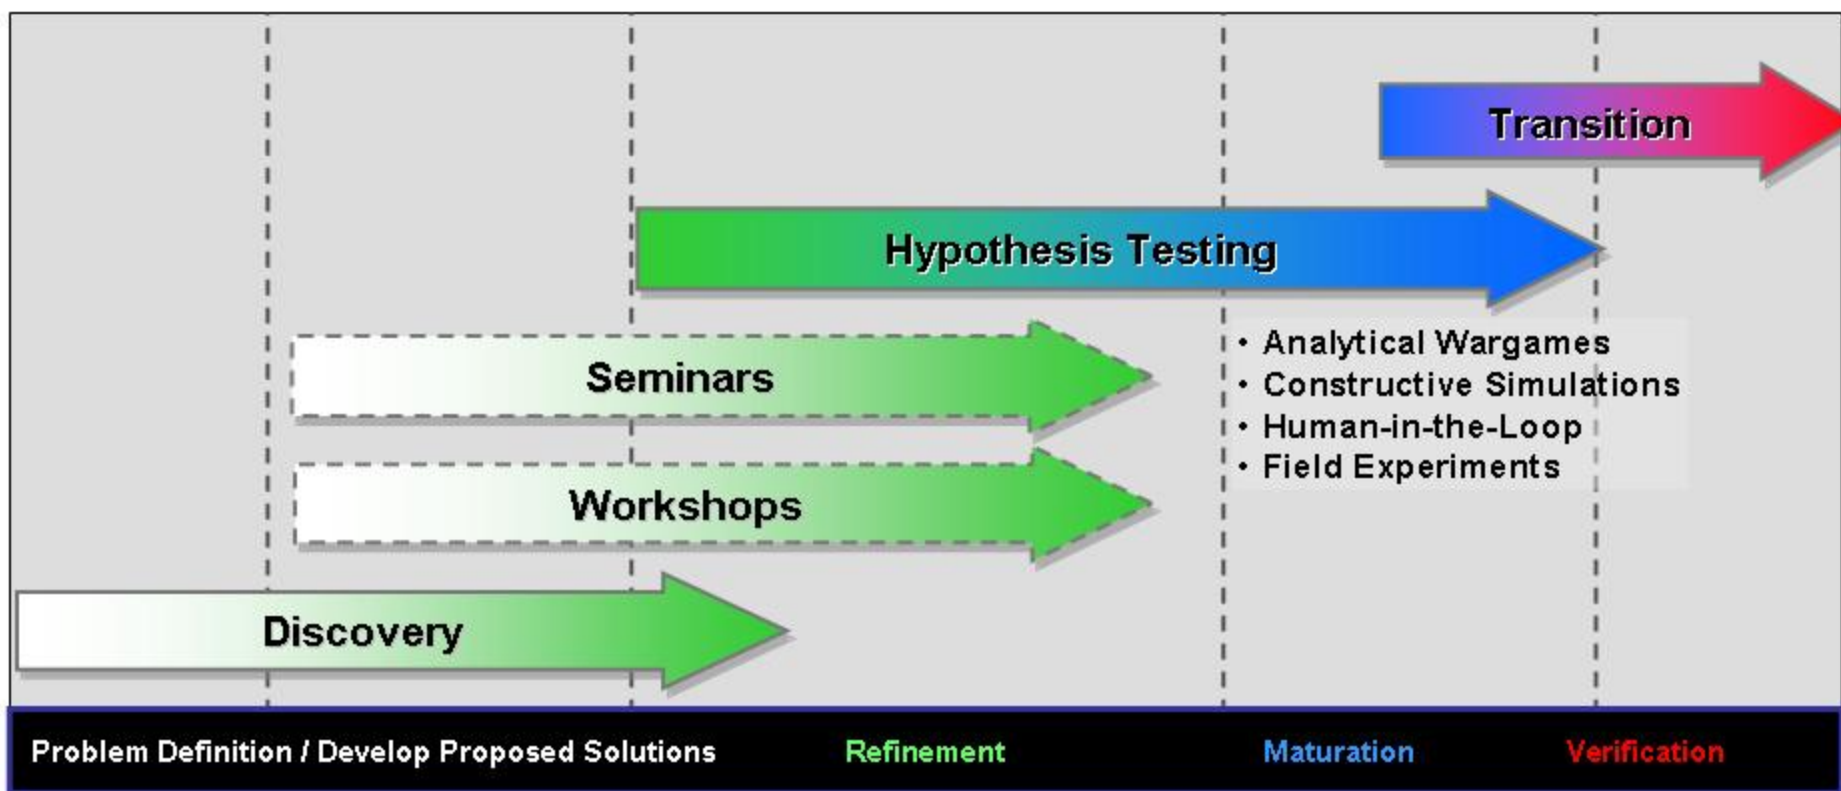 Transition
Hypothesis Testing
Seminars
• Analytical Wargames
• Constructive Simulations
• Human-in-the-Loop
• Field Experiments
Workshops
Discovery
Problem Definition / Develop Proposed Solutions
Refinement
Maturation
Verification